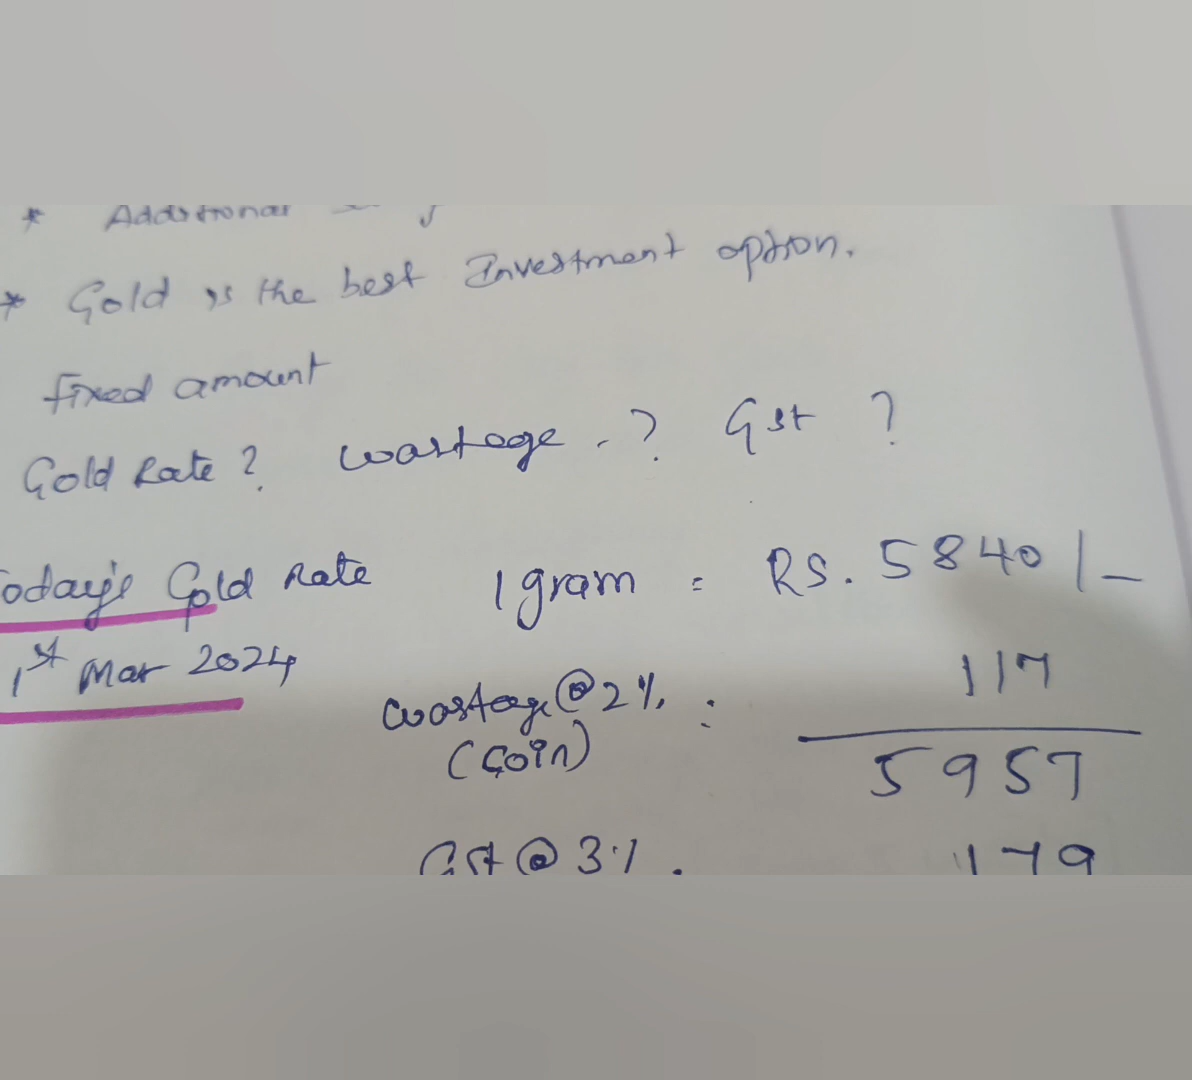 * Additional
* Gold is the best Investment option.
fixed amount
Gold Rate ? wastage - ? Gst ?
Today's Gold Rate 1 gram = RS. 5840/-
1st Mar 2024
wastage @ 2% : 117
(coin)
5957
Gst @ 3% . 179